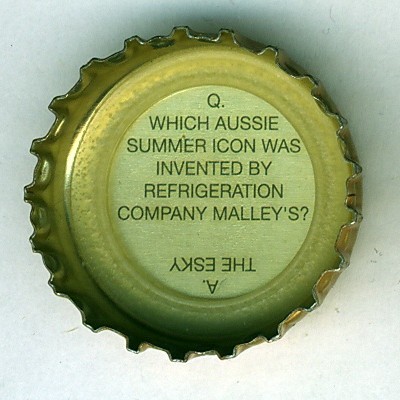 Q.
WHICH AUSSIE
SUMMER ICON WAS
INVENTED BY
REFRIGERATION
COMPANY MALLEY'S?
A.
THE ESKY